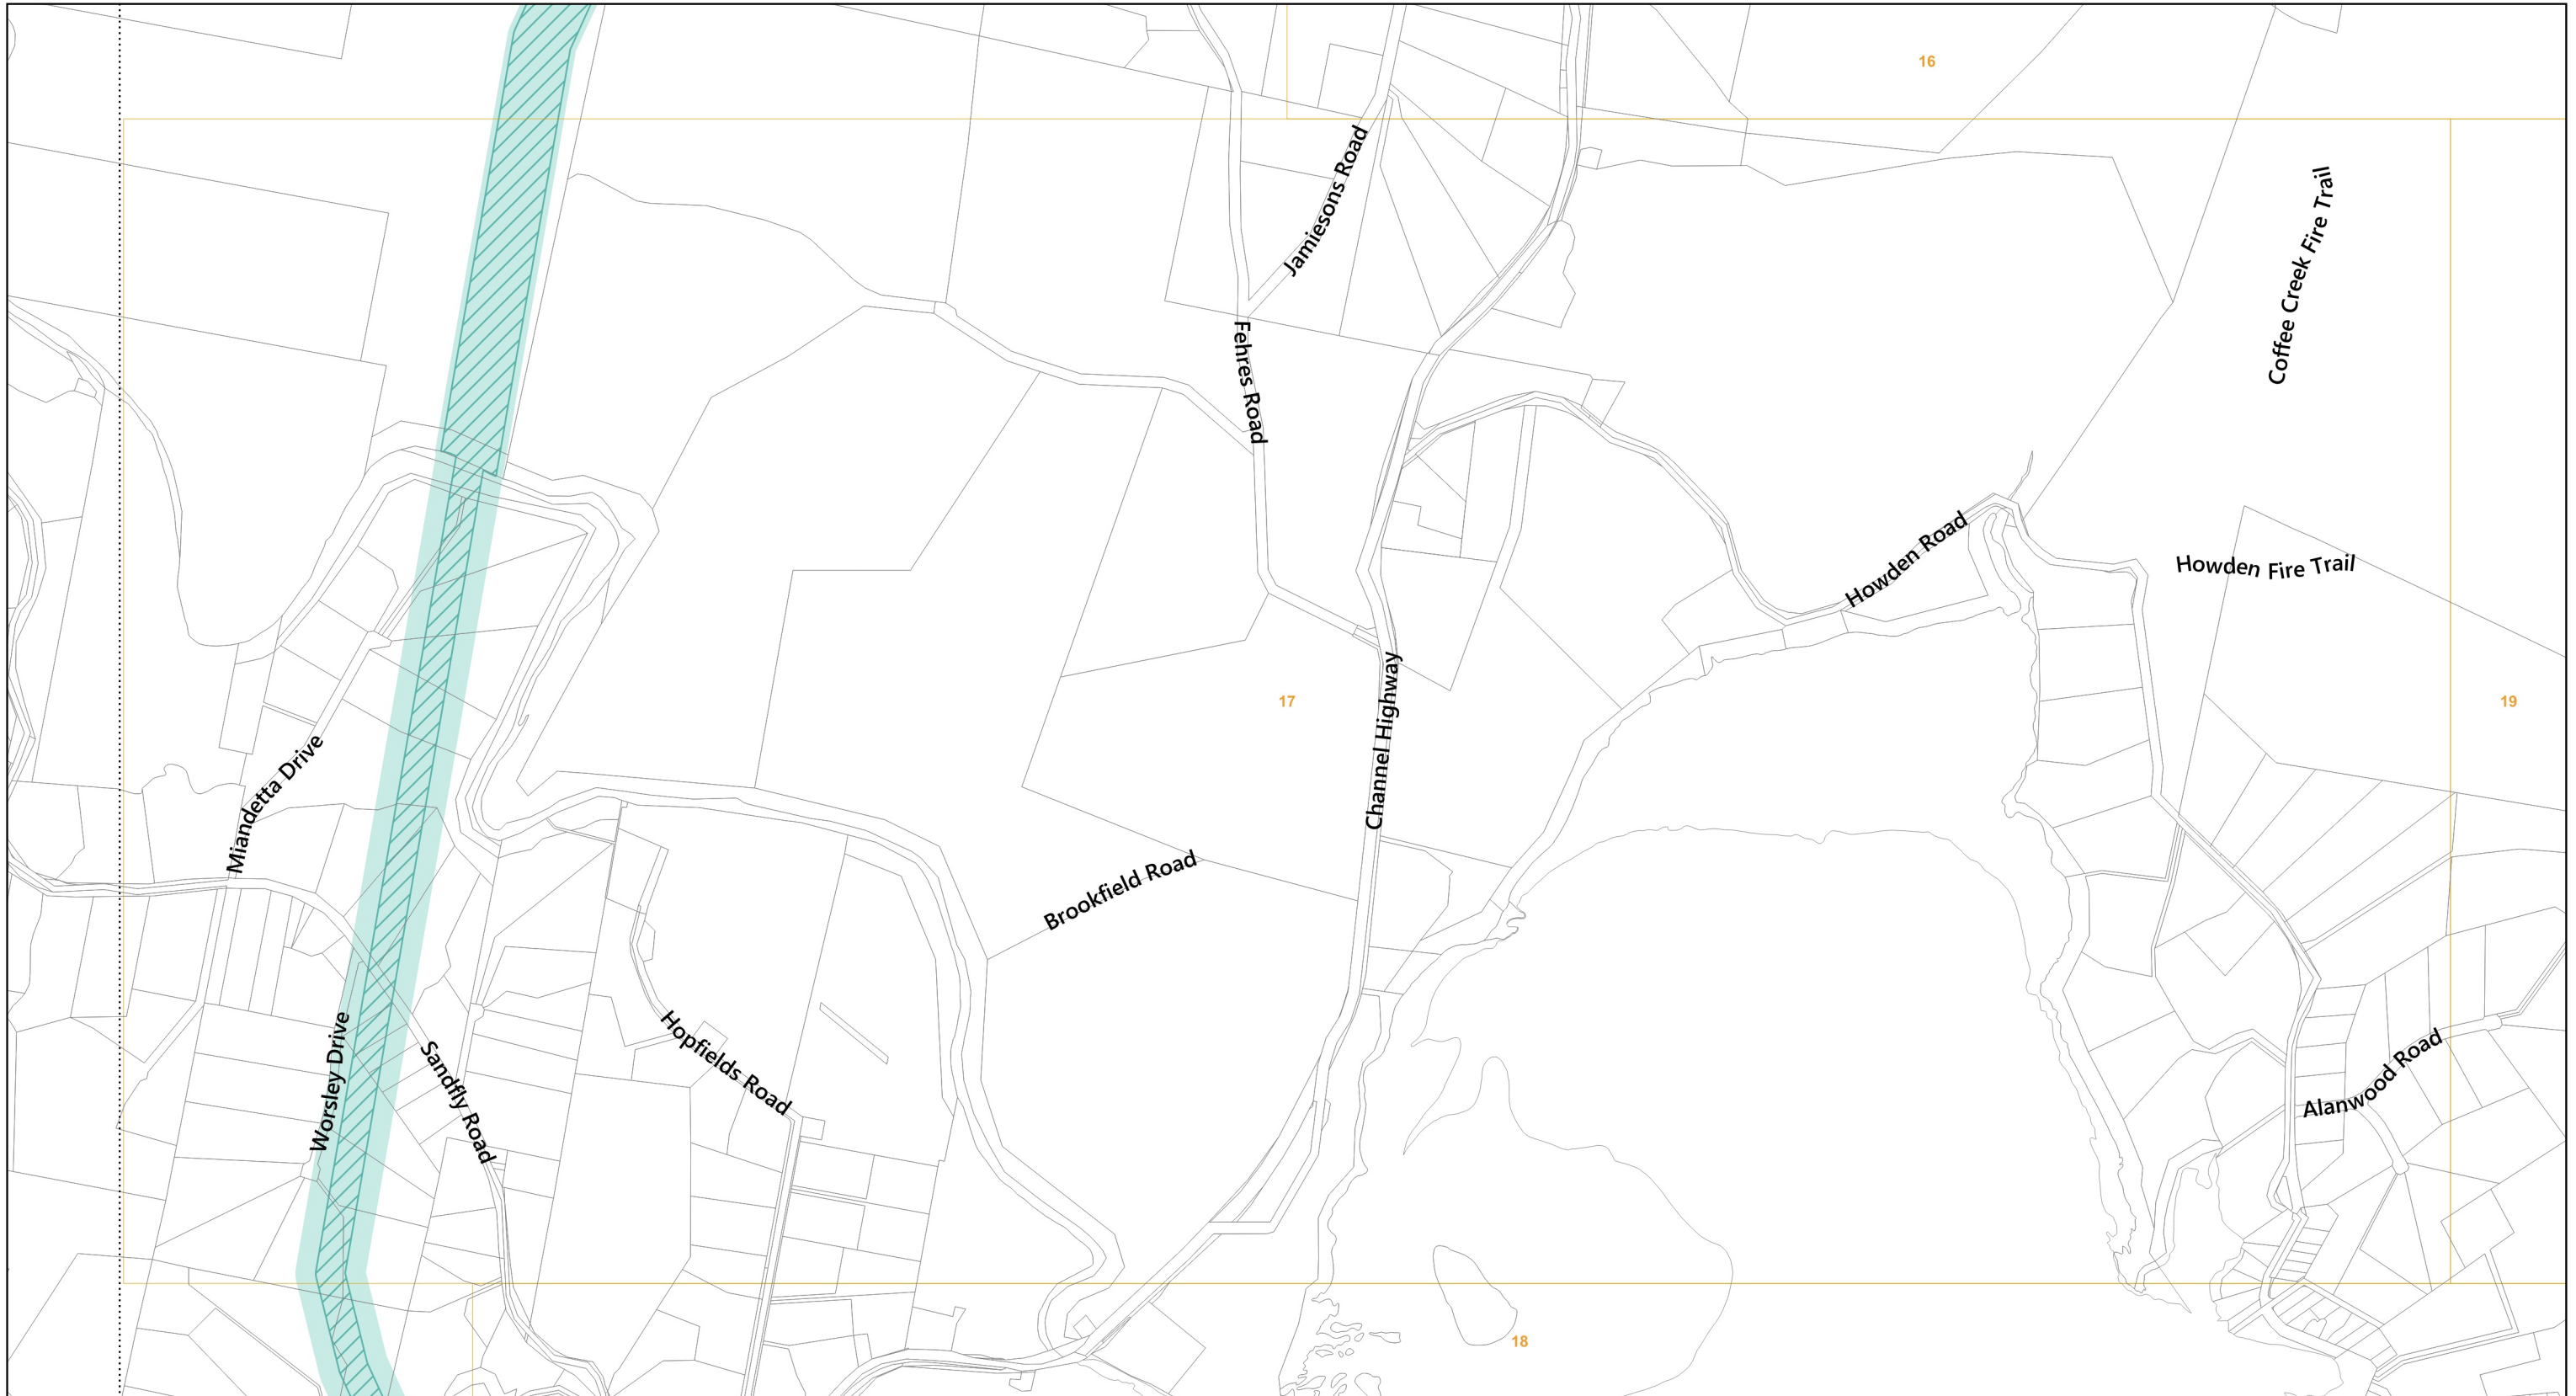 16
Jamiesons Road
Coffee Creek Fire Trail
Fehres Road
Howden Road
Howden Fire Trail
17
19
Channel Highway
Miandetta Drive
Brookfield Road
Worsley Drive
Sandfly Road
Hopfields Road
Alanwood Road
18